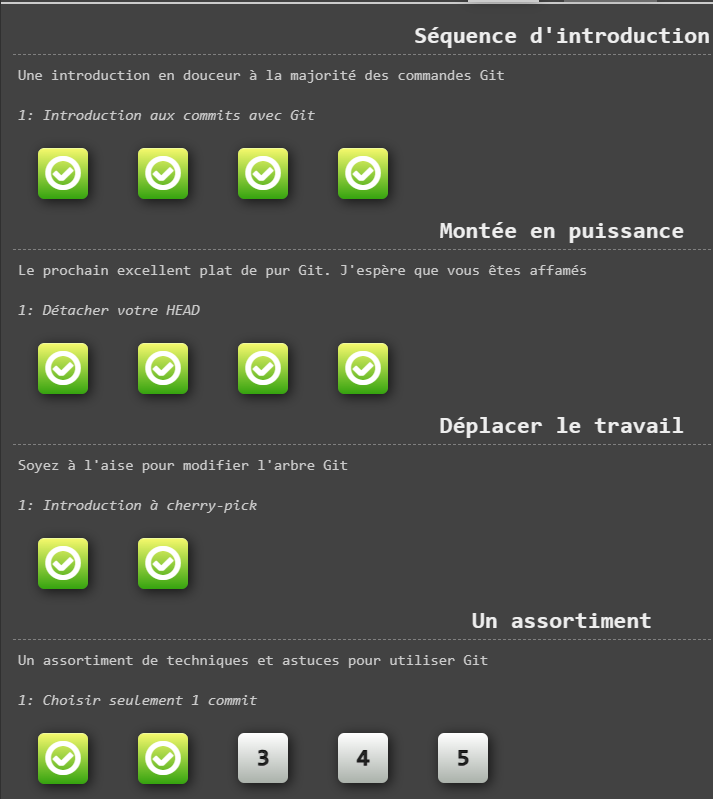 Séquence d'introduction
Une introduction en douceur à la majorité des commandes Git
1: Introduction aux commits avec Git
Montée en puissance
Le prochain excellent plat de pur Git. J'espère que vous êtes affamés
1: Détacher votre HEAD
Déplacer le travail
Soyez à l'aise pour modifier l'arbre Git
1: Introduction à cherry-pick
Un assortiment
Un assortiment de techniques et astuces pour utiliser Git
1: Choisir seulement 1 commit
3 4 5